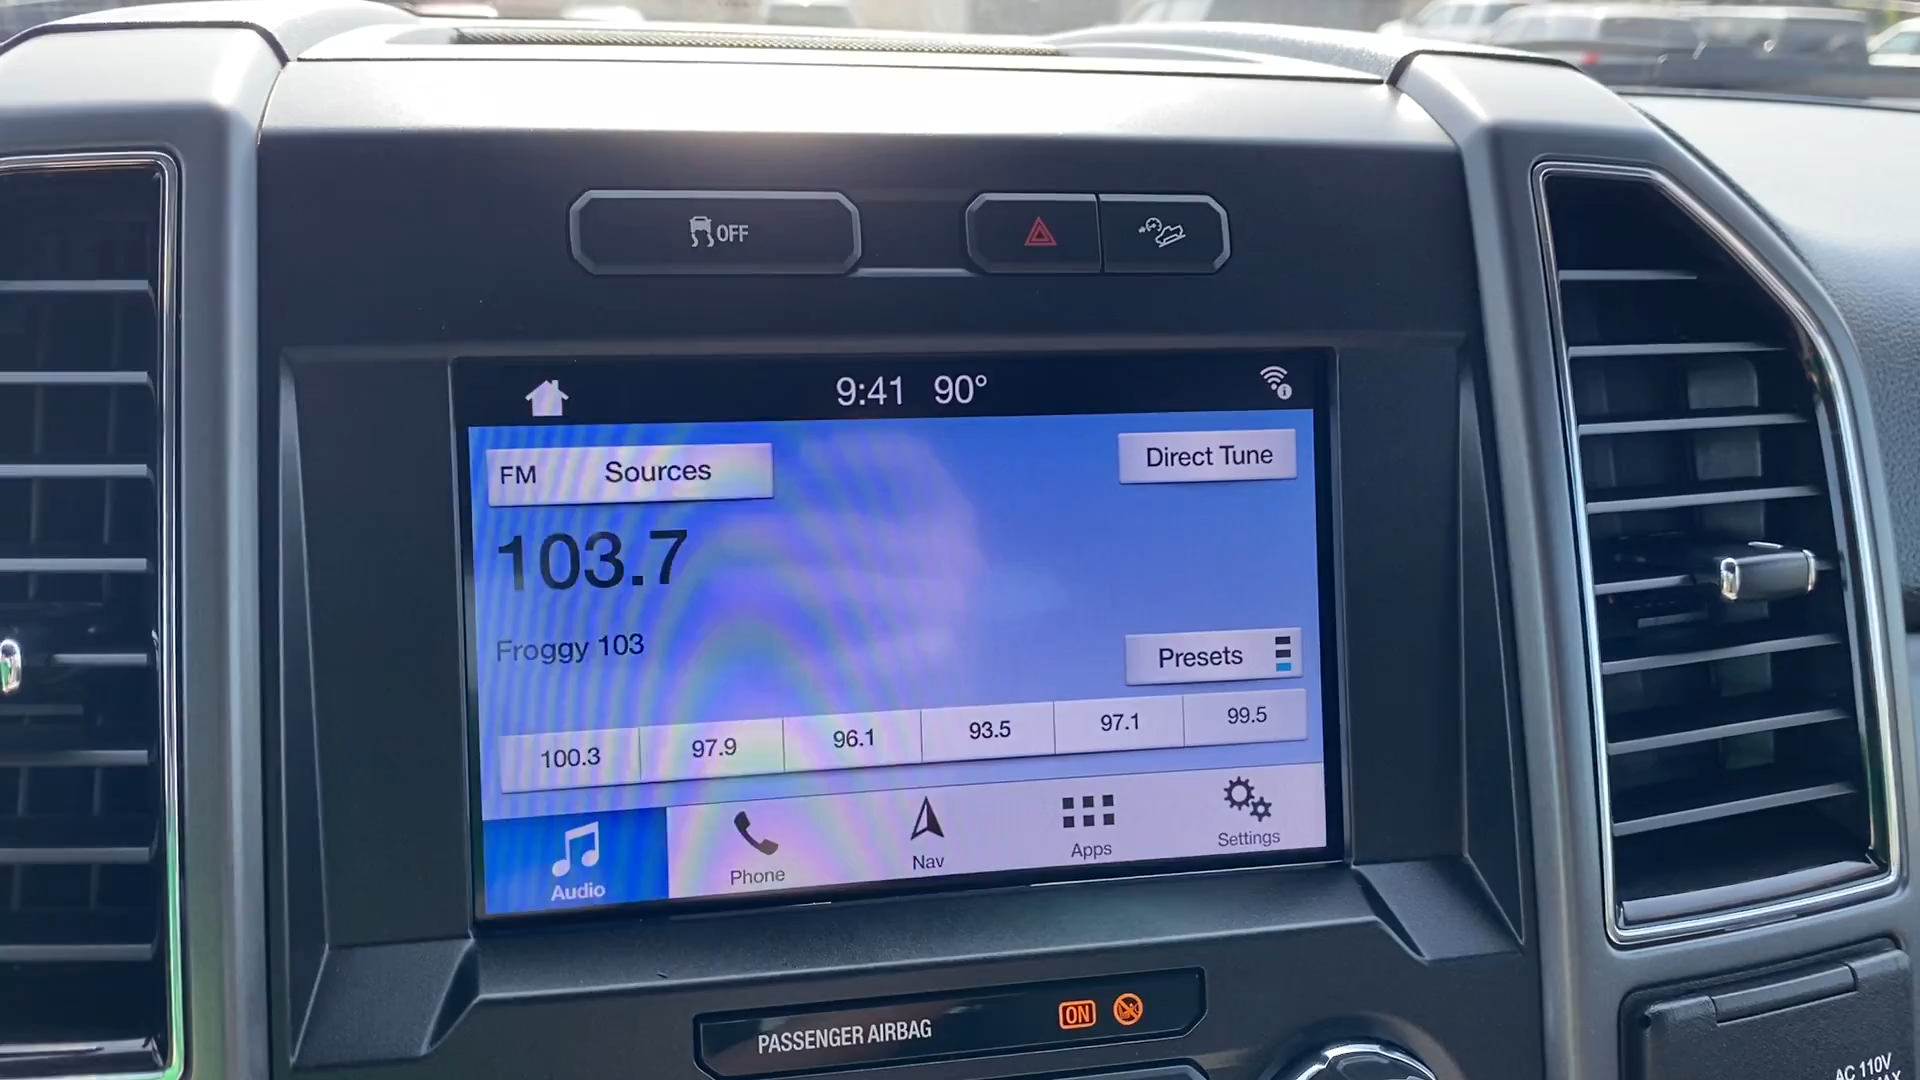 OFF
9:41 90°
FM Sources
Direct Tune
103.7
Froggy 103
Presets
100.3 97.9 96.1 93.5 97.1 99.5
Audio Phone Nav Apps Settings
PASSENGER AIRBAG ON
AC 110V